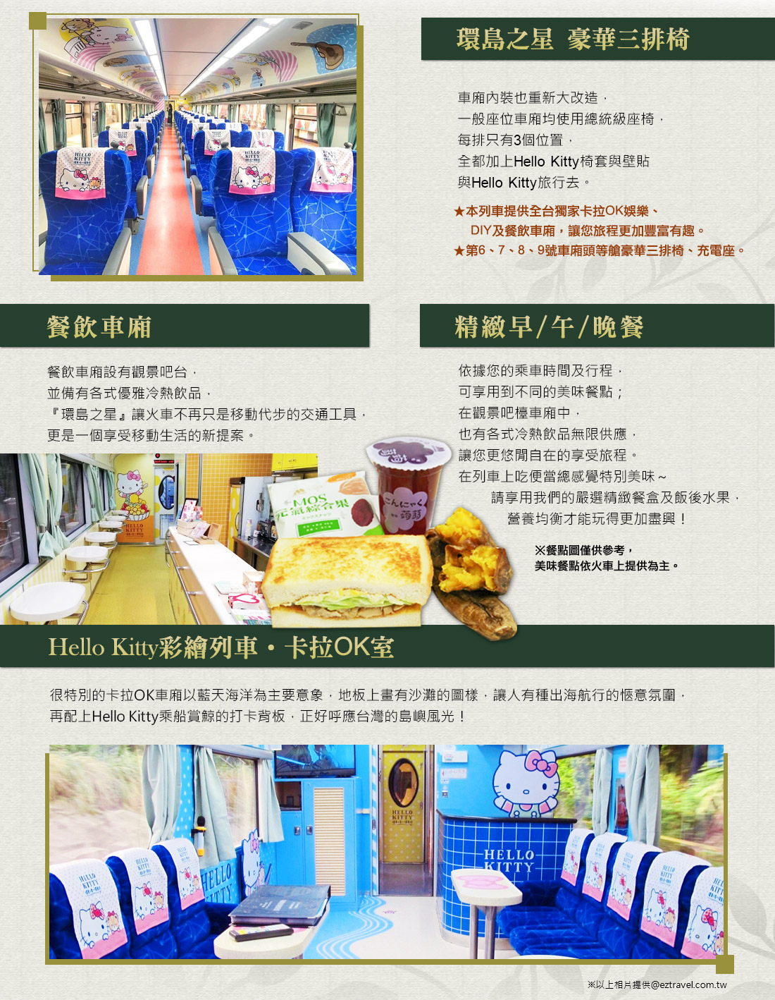 環島之星 豪華三排椅
車廂內裝也重新大改造，
一般座位車廂均使用總統級座椅，
每排只有3個位置，
全都加上Hello Kitty椅套與壁貼
與Hello Kitty旅行去。
★本列車提供全台獨家卡拉OK娛樂、
DIY及餐飲車廂，讓您旅程更加豐富有趣。
★第6、7、8、9號車廂頭等艙豪華三排椅、充電座。
HELLO
KITTY
HELLO
KITTY
餐飲車廂
餐飲車廂設有觀景吧台，
並備有各式優雅冷熱飲品，
『環島之星』讓火車不再只是移動代步的交通工具，
更是一個享受移動生活的新提案。
精緻早/午/晚餐
依據您的乘車時間及行程，
可享用到不同的美味餐點；
在觀景吧檯車廂中，
也有各式冷熱飲品無限供應，
讓您更悠閒自在的享受旅程。
在列車上吃便當總感覺特別美味~
請享用我們的嚴選精緻餐盒及飯後水果，
營養均衡才能玩得更加盡興！
※餐點圖僅供參考，
美味餐點依火車上提供為主。
HELLO
KITTY
MOS
元氣綜合果
こんにゃく
蒟蒻
Hello Kitty彩繪列車・卡拉OK室
很特別的卡拉OK車廂以藍天海洋為主要意象，地板上畫有沙灘的圖樣，讓人有種出海航行的愜意氛圍，
再配上Hello Kitty乘船賞鯨的打卡背板，正好呼應台灣的島嶼風光！
HELLO
KITTY
HELLO
KITTY
HELLO
KITTY
HELLO
KITTY
HELLO
KITTY
HELLO
KITTY
※以上相片提供@eztravel.com.tw